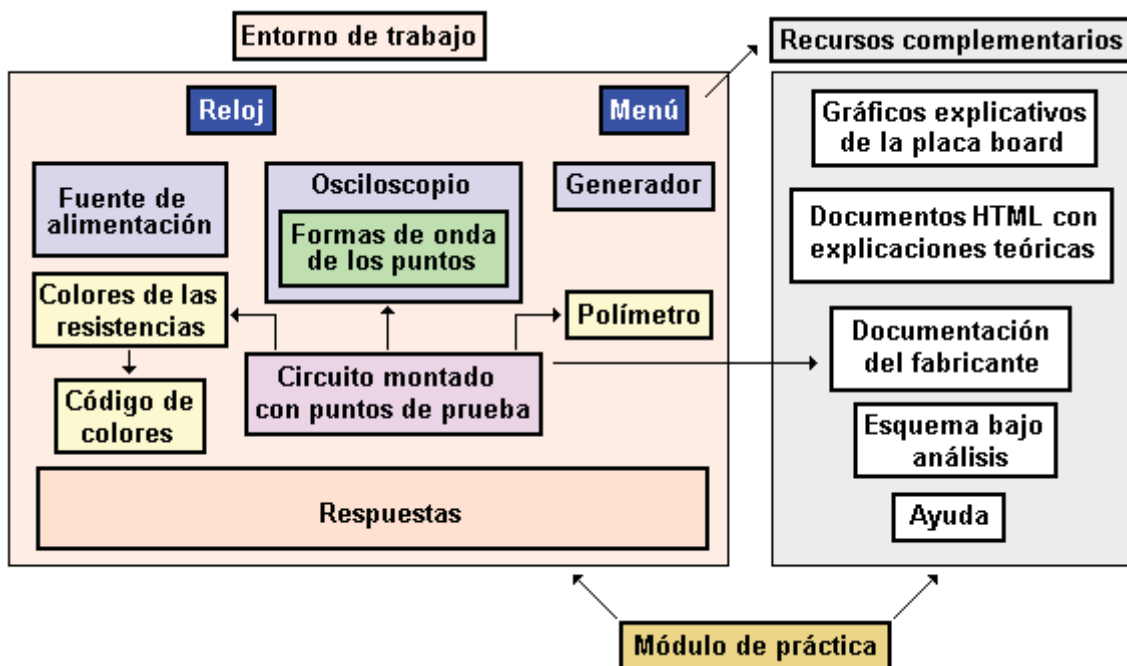 Entorno de trabajo
Recursos complementarios
Reloj
Menú
Gráficos explicativos
de la placa board
Fuente de
alimentación
Osciloscopio
Formas de onda
de los puntos
Generador
Documentos HTML con
explicaciones teóricas
Colores de las
resistencias
Polímetro
Documentación
del fabricante
Circuito montado
con puntos de prueba
Código de
colores
Esquema bajo
análisis
Respuestas
Ayuda
Módulo de práctica